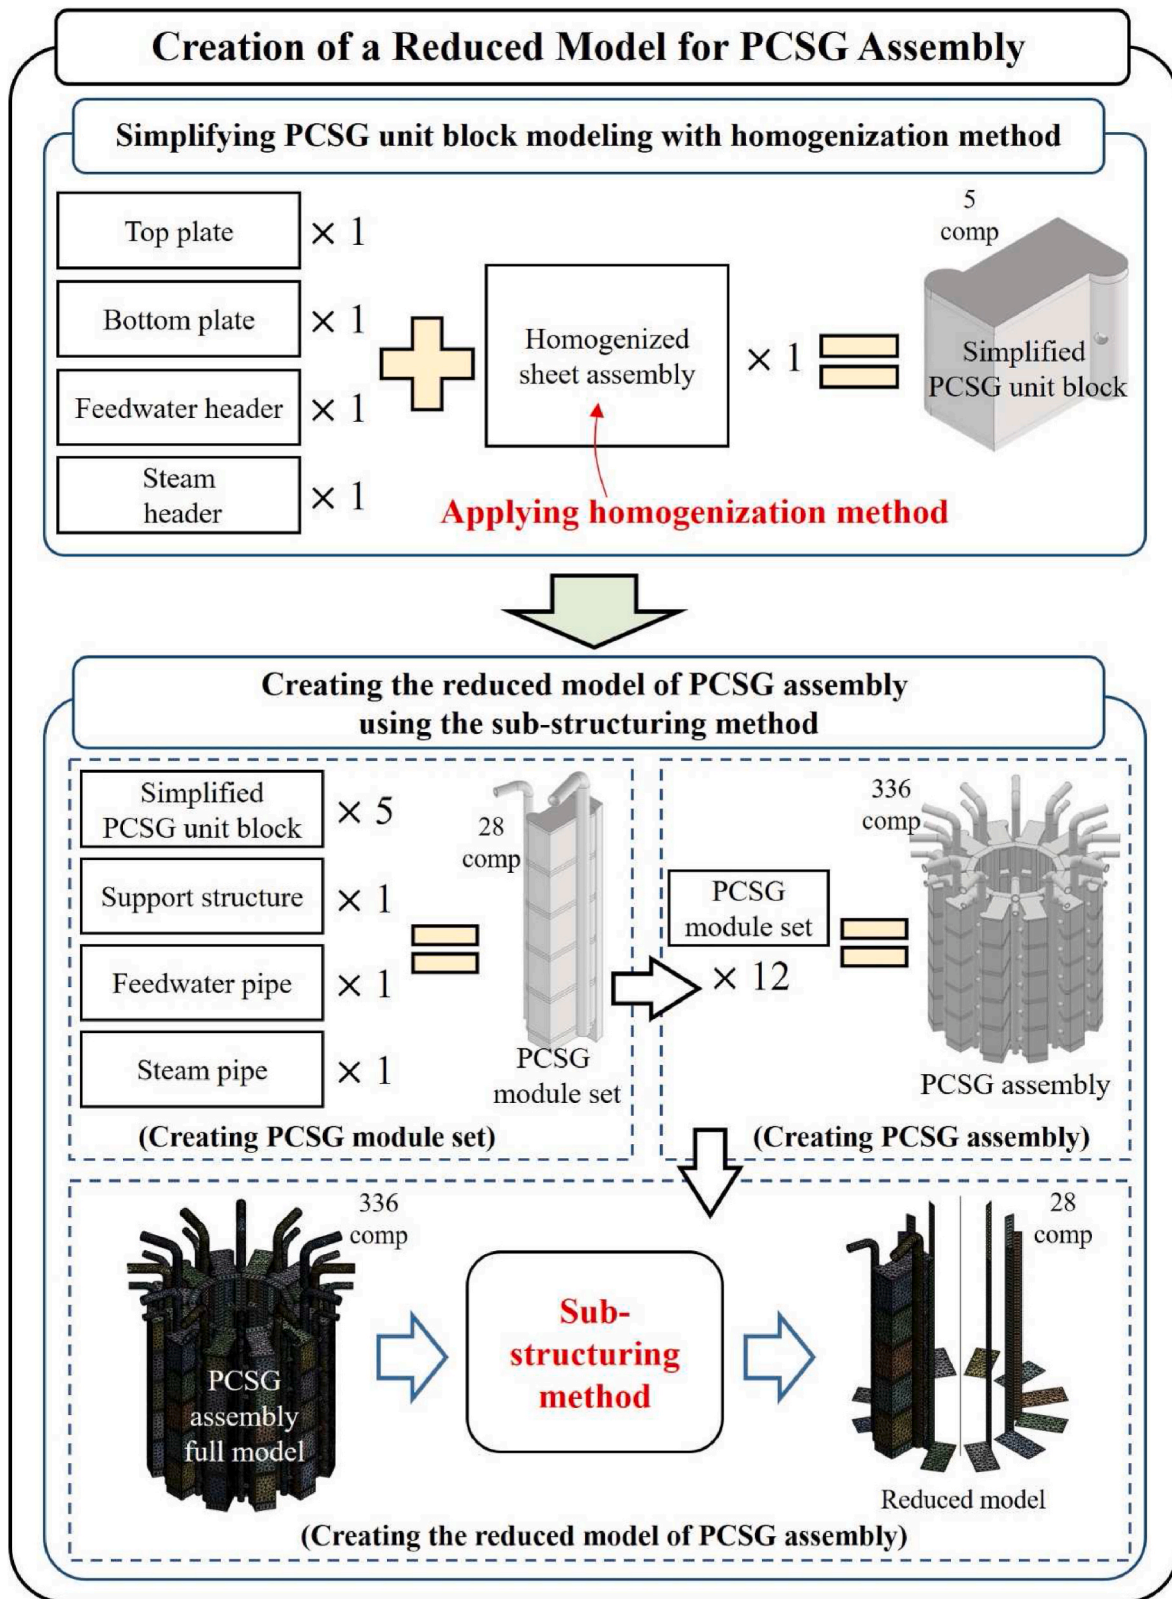 Creation of a Reduced Model for PCSG Assembly
Simplifying PCSG unit block modeling with homogenization method
Top plate
× 1
Bottom plate
× 1
Feedwater header
× 1
Steam
header
× 1
Homogenized
sheet assembly
× 1
5
comp
Simplified
PCSG unit block
Applying homogenization method
Creating the reduced model of PCSG assembly
using the sub-structuring method
Simplified
PCSG unit block
× 5
Support structure
× 1
Feedwater pipe
× 1
Steam pipe
× 1
28
comp
PCSG
module set
(Creating PCSG module set)
PCSG
module set
× 12
336
comp
PCSG assembly
(Creating PCSG assembly)
336
comp
PCSG
assembly
full model
Sub-
structuring
method
28
comp
Reduced model
(Creating the reduced model of PCSG assembly)